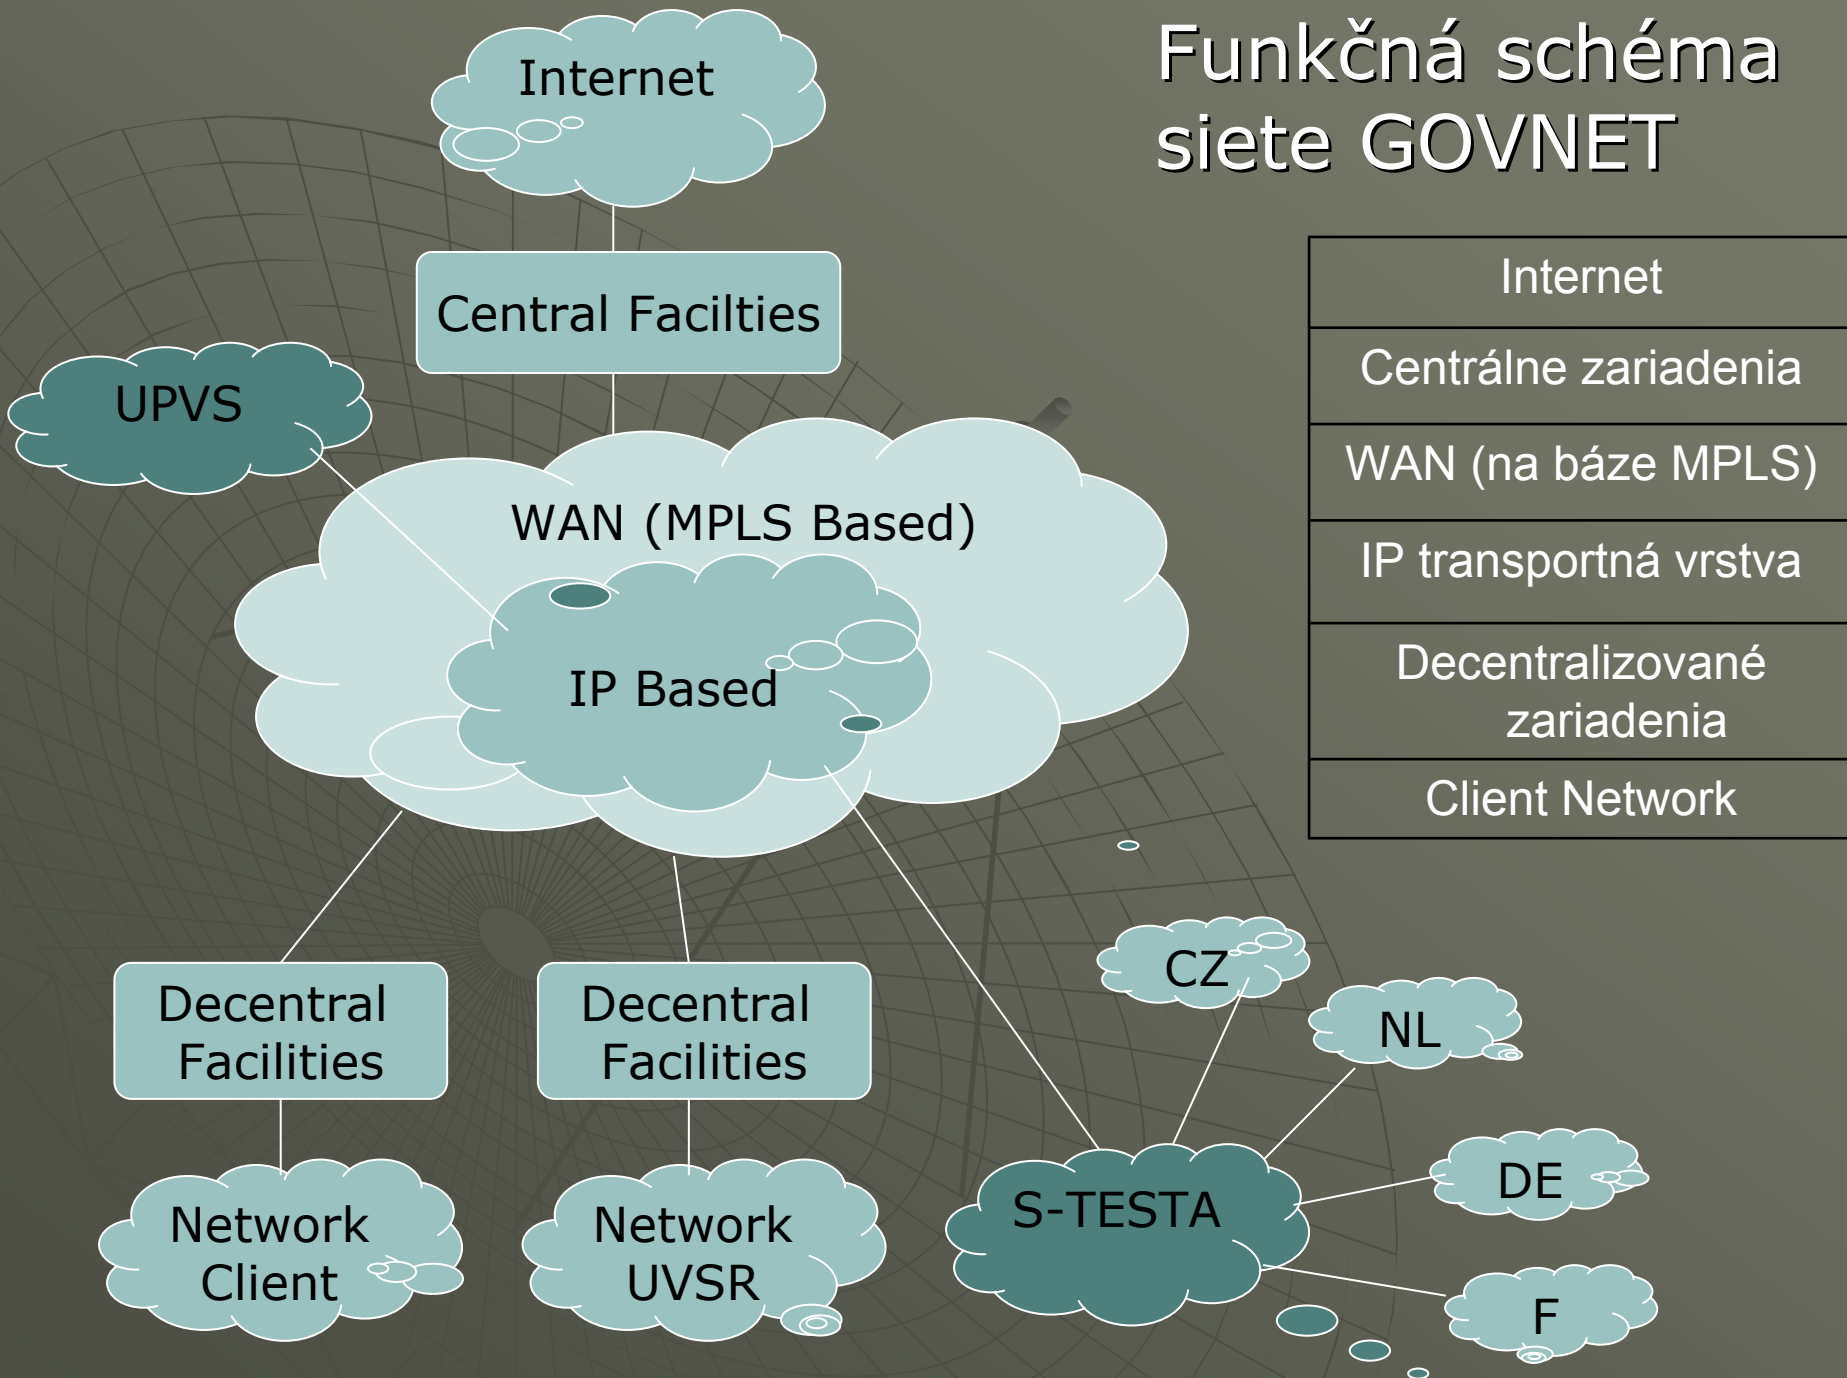 Funkčná schéma
siete GOVNET
Internet
Central Facilties
UPVS
WAN (MPLS Based)
IP Based
Decentral
Facilities
Decentral
Facilities
Network
Client
Network
UVSR
S-TESTA
CZ
NL
DE
F
Internet
Centrálne zariadenia
WAN (na báze MPLS)
IP transportná vrstva
Decentralizované
zariadenia
Client Network